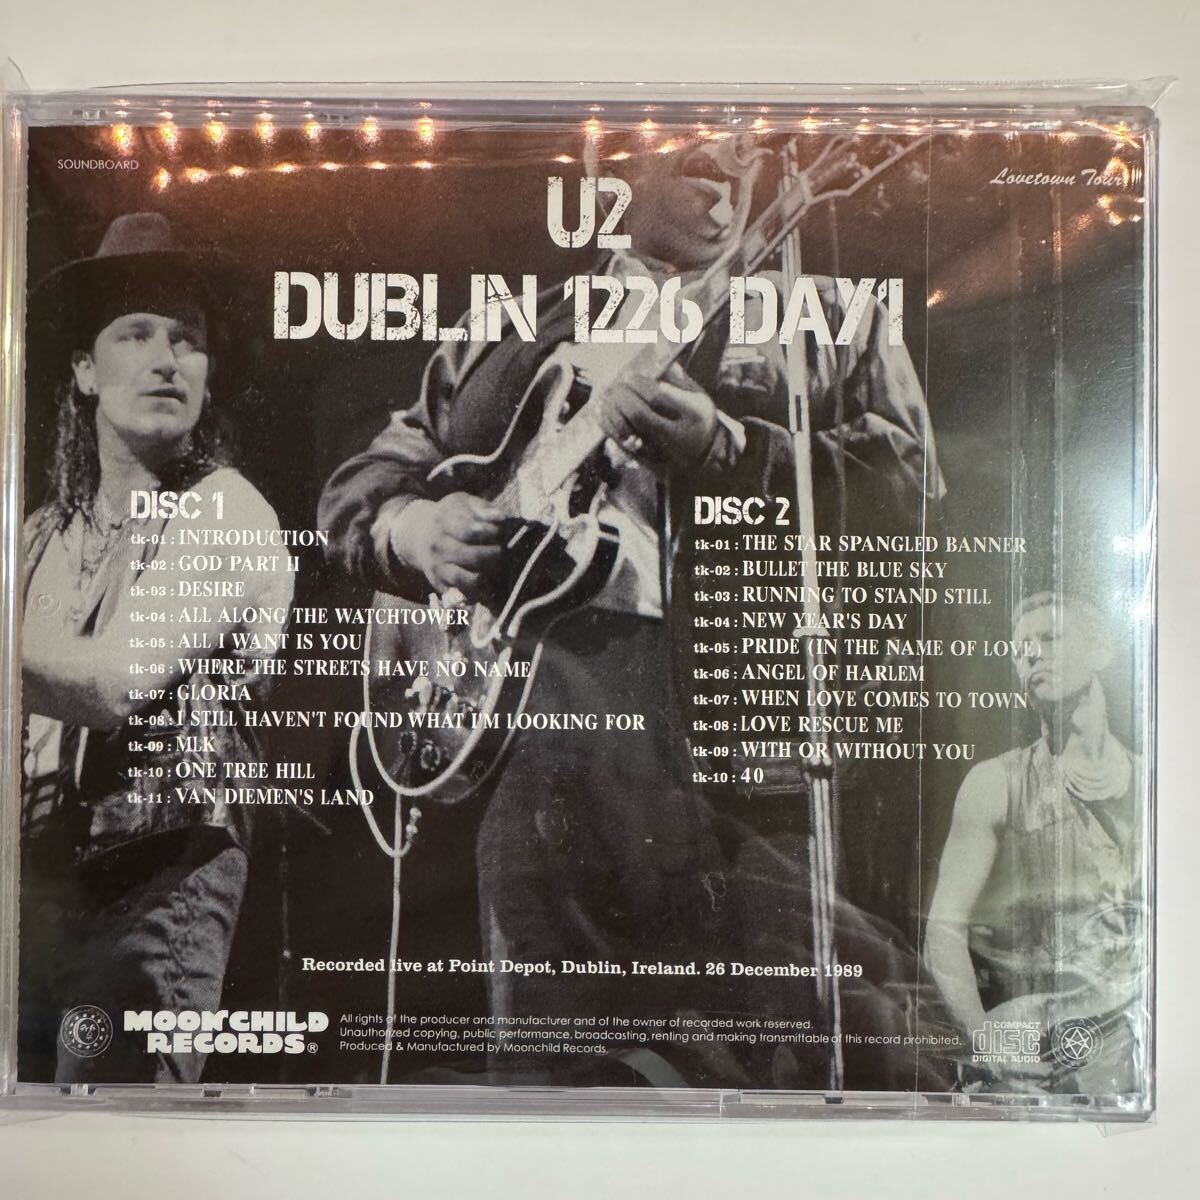 SOUNDBOARD
Lovetown Tour
U2
DUBLIN 1226 DAY1
DISC 1
tk-01 : INTRODUCTION
tk-02 : GOD PART II
tk-03 : DESIRE
tk-04 : ALL ALONG THE WATCHTOWER
tk-05 : ALL I WANT IS YOU
tk-06 : WHERE THE STREETS HAVE NO NAME
tk-07 : GLORIA
tk-08 : I STILL HAVEN'T FOUND WHAT I'M LOOKING FOR
tk-09 : MLK
tk-10 : ONE TREE HILL
tk-11 : VAN DIEMEN'S LAND
DISC 2
tk-01 : THE STAR SPANGLED BANNER
tk-02 : BULLET THE BLUE SKY
tk-03 : RUNNING TO STAND STILL
tk-04 : NEW YEAR'S DAY
tk-05 : PRIDE (IN THE NAME OF LOVE)
tk-06 : ANGEL OF HARLEM
tk-07 : WHEN LOVE COMES TO TOWN
tk-08 : LOVE RESCUE ME
tk-09 : WITH OR WITHOUT YOU
tk-10 : 40
Recorded live at Point Depot, Dublin, Ireland. 26 December 1989
MOONCHILD
RECORDS®
All rights of the producer and manufacturer and of the owner of recorded work reserved.
Unauthorized copying, public performance, broadcasting, renting and making transmittable of this record prohibited.
Produced & Manufactured by Moonchild Records.
COMPACT
disc
DIGITAL AUDIO